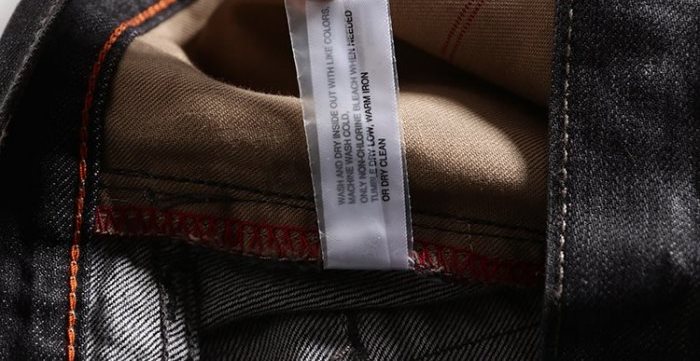 WASH AND DRY INSIDE OUT WITH LIKE COLORS,
MACHINE WASH COLD,
ONLY NON-CHLORINE BLEACH WHEN NEEDED
TUMBLE DRY LOW, WARM IRON
OR DRY CLEAN